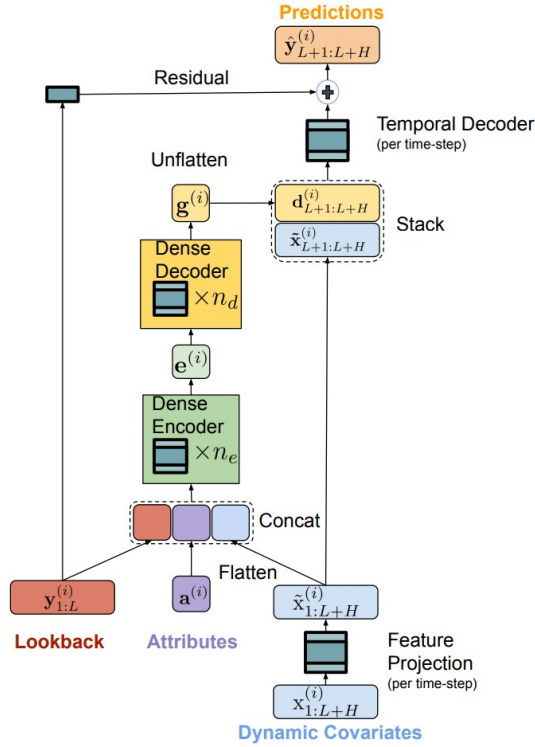 Predictions
ŷ^{(i)}_{L+1:L+H}
Residual
Temporal Decoder
(per time-step)
Unflatten
g^{(i)}
d^{(i)}_{L+1:L+H}
x̃^{(i)}_{L+1:L+H}
Stack
Dense
Decoder
×n_d
e^{(i)}
Dense
Encoder
×n_e
Concat
Flatten
y^{(i)}_{1:L}
a^{(i)}
x̃^{(i)}_{1:L+H}
Lookback
Attributes
Feature
Projection
(per time-step)
x^{(i)}_{1:L+H}
Dynamic Covariates